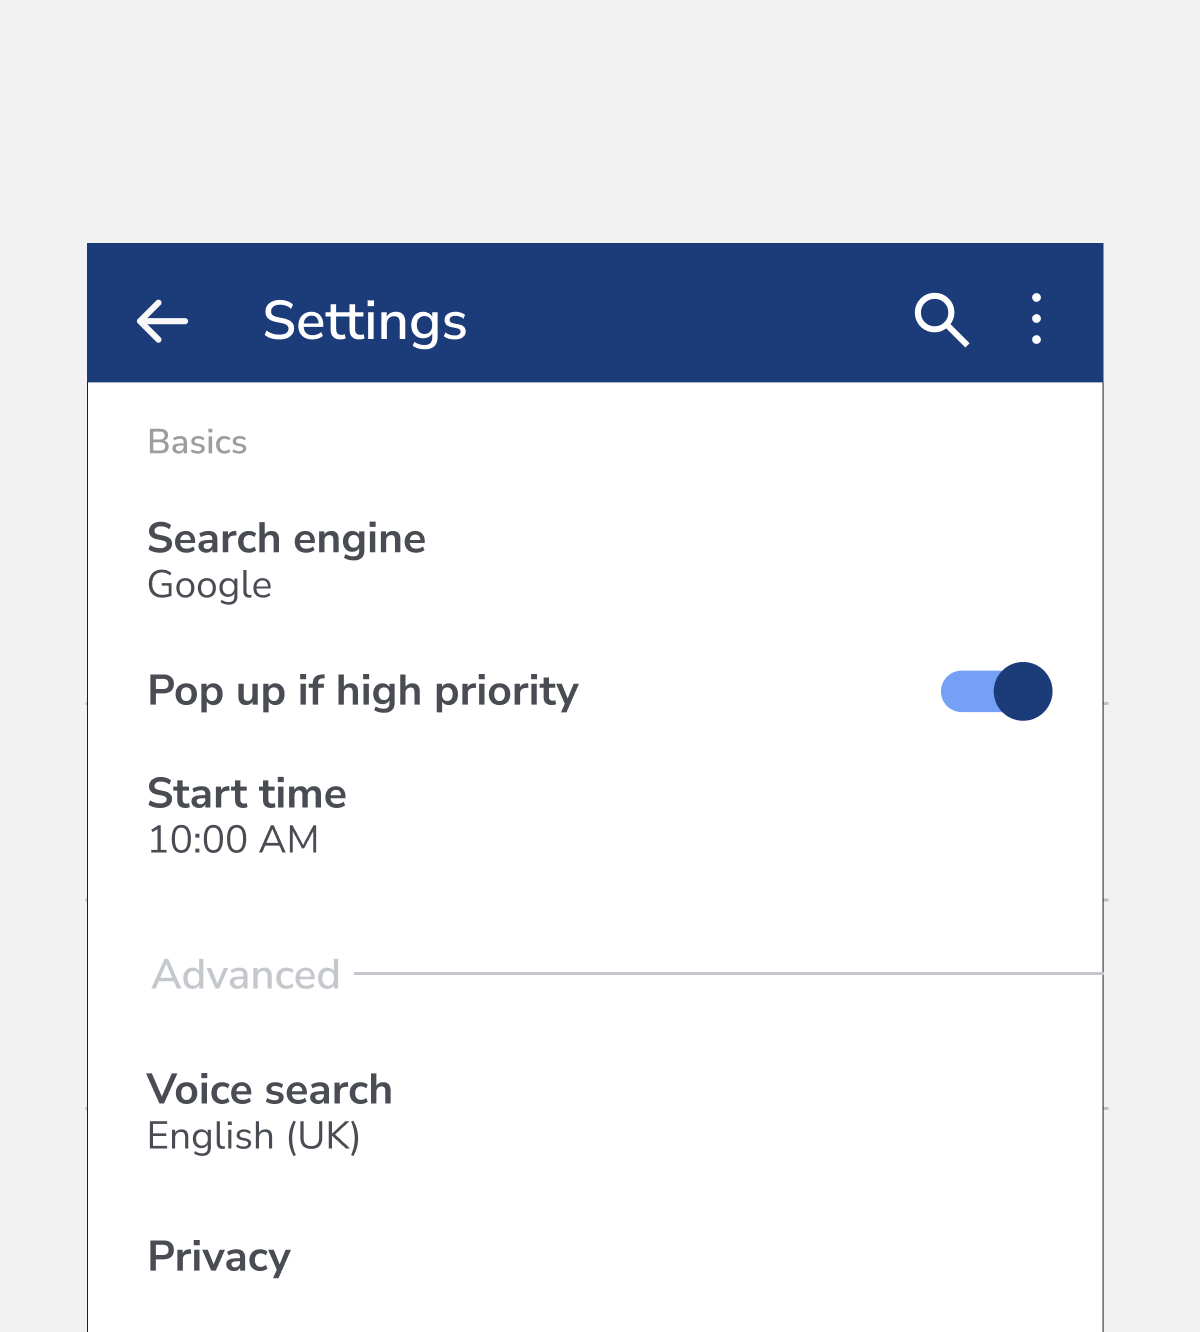 Settings
Basics
Search engine
Google
Pop up if high priority
Start time
10:00 AM
Advanced
Voice search
English (UK)
Privacy